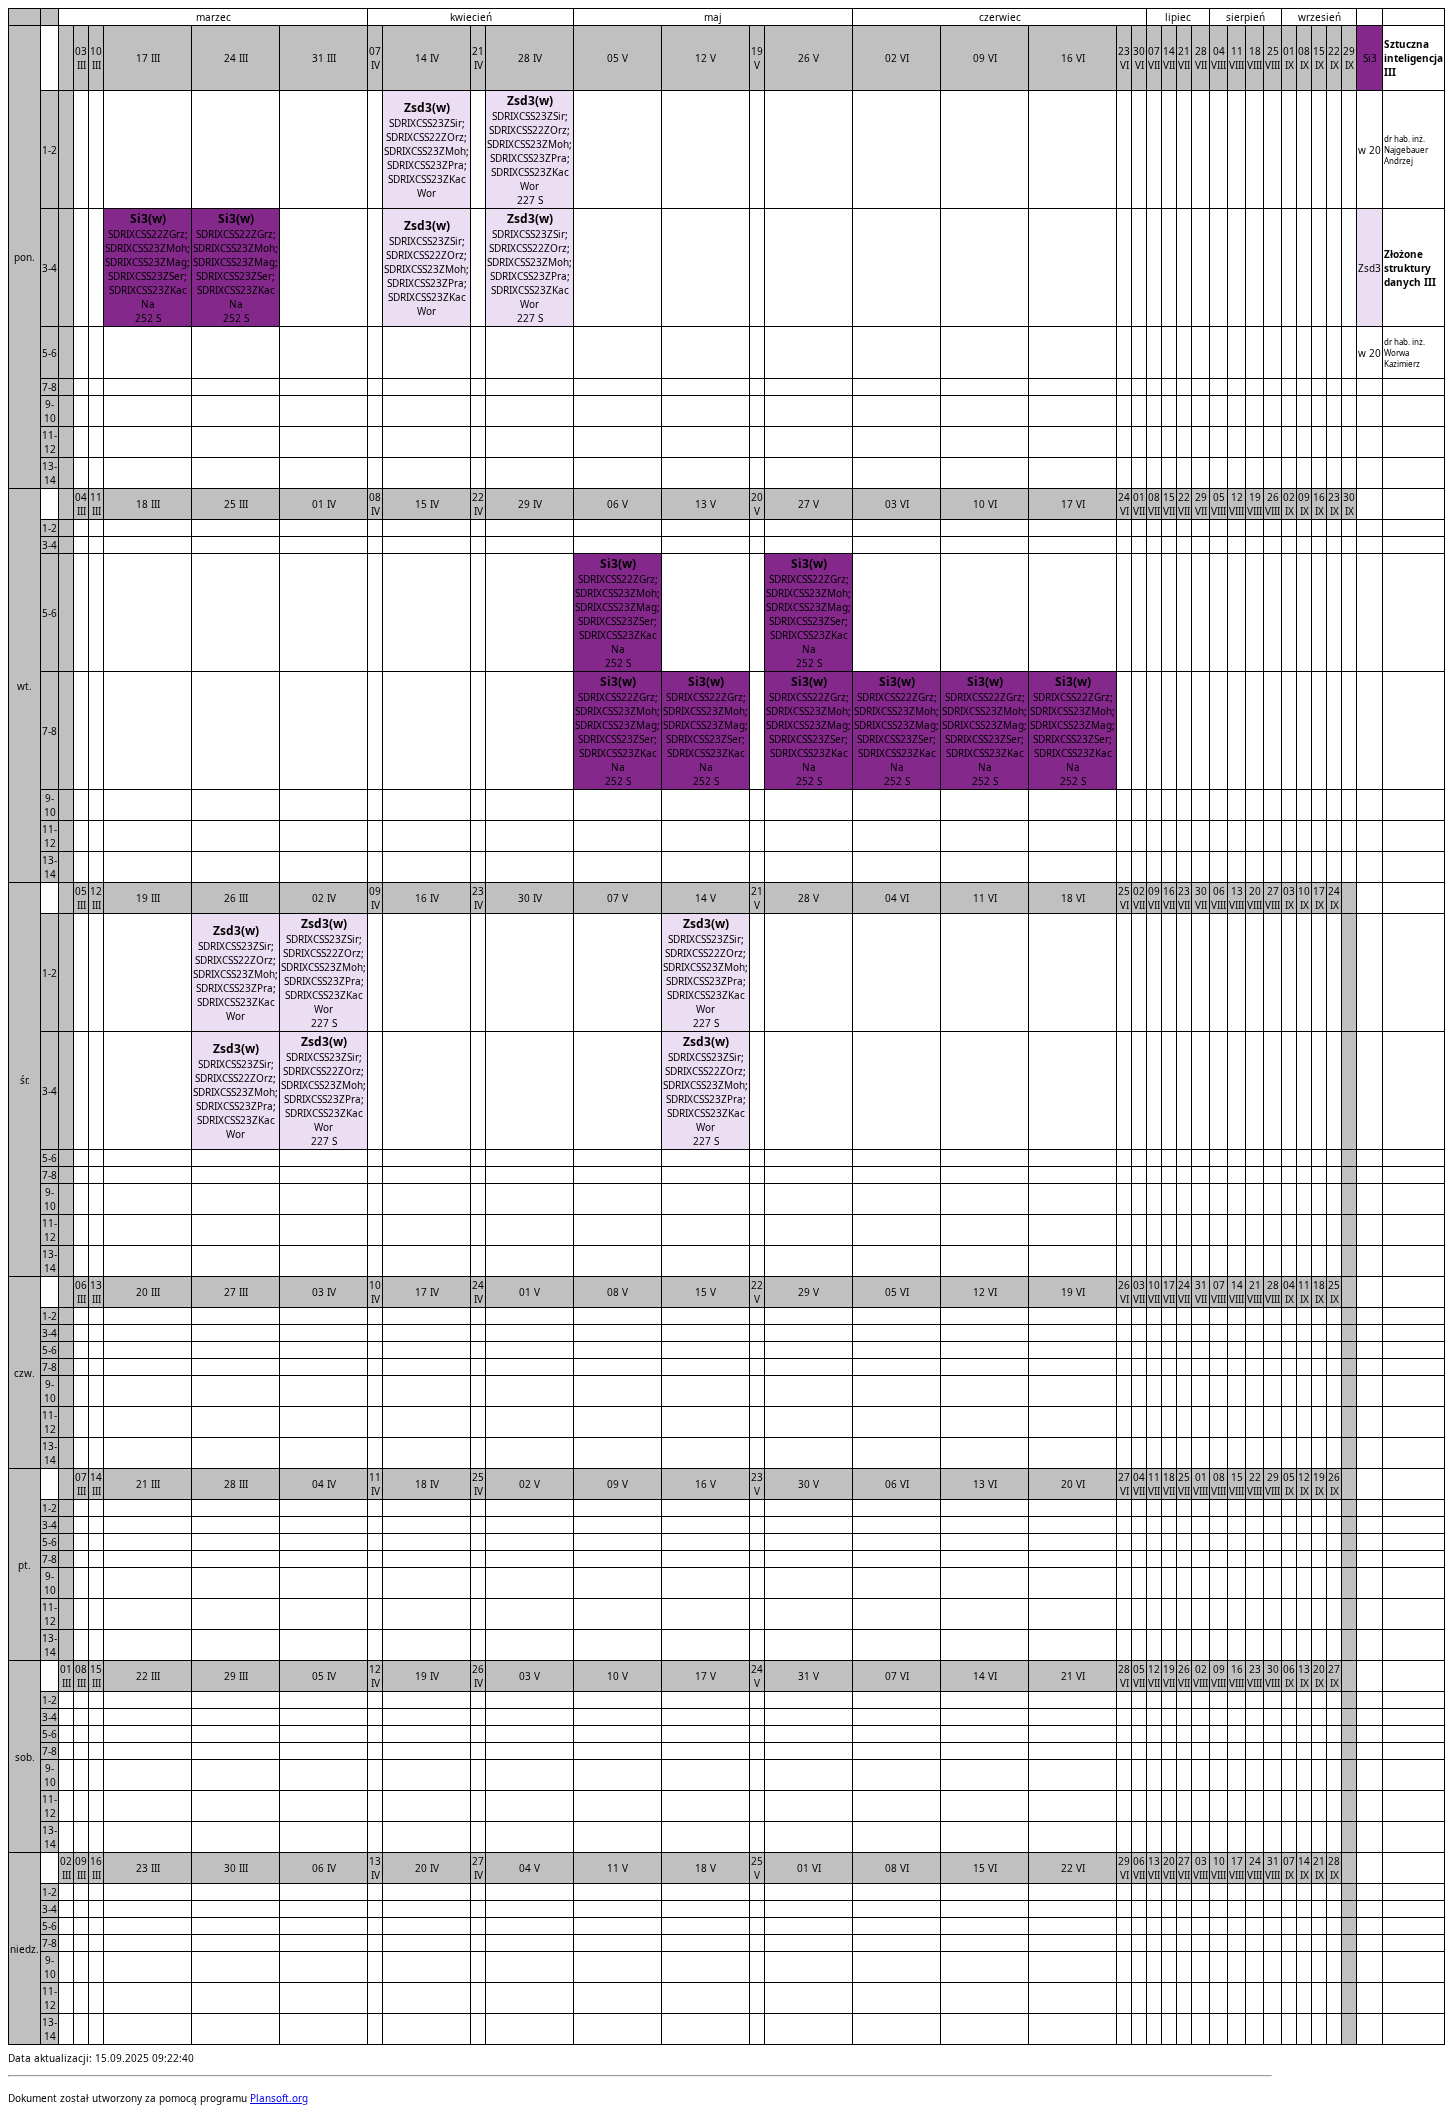 marzec kwiecień maj czerwiec lipiec sierpień wrzesień
pon. 03 III 10 III 17 III 24 III 31 III 07 IV 14 IV 21 IV 28 IV 05 V 12 V 19 V 26 V 02 VI 09 VI 16 VI 23 VI 30 VI 07 VII 14 VII 21 VII 28 VII 04 VIII 11 VIII 18 VIII 25 VIII 01 IX 08 IX 15 IX 22 IX 29 IX Si3 Sztuczna inteligencja III
1-2 w 20 dr hab. inż. Najgebauer Andrzej
Zsd3(w) Zsd3(w)
SDRIXCSS23ZSir; SDRIXCSS23ZSir;
SDRIXCSS22ZOrz; SDRIXCSS22ZOrz;
SDRIXCSS23ZMoh; SDRIXCSS23ZMoh;
SDRIXCSS23ZPra; SDRIXCSS23ZPra;
SDRIXCSS23ZKac SDRIXCSS23ZKac
Wor Wor
227 S
3-4 Zsd3 Złożone struktury danych III
Si3(w) Si3(w) Zsd3(w) Zsd3(w)
SDRIXCSS22ZGrz; SDRIXCSS22ZGrz; SDRIXCSS23ZSir; SDRIXCSS23ZSir;
SDRIXCSS23ZMoh; SDRIXCSS23ZMoh; SDRIXCSS22ZOrz; SDRIXCSS22ZOrz;
SDRIXCSS23ZMag; SDRIXCSS23ZMag; SDRIXCSS23ZMoh; SDRIXCSS23ZMoh;
SDRIXCSS23ZSer; SDRIXCSS23ZSer; SDRIXCSS23ZPra; SDRIXCSS23ZPra;
SDRIXCSS23ZKac SDRIXCSS23ZKac SDRIXCSS23ZKac SDRIXCSS23ZKac
Na Na Wor Wor
252 S 252 S 227 S
5-6 w 20 dr hab. inż. Worwa Kazimierz
7-8
9-10
11-12
13-14
wt. 04 III 11 III 18 III 25 III 01 IV 08 IV 15 IV 22 IV 29 IV 06 V 13 V 20 V 27 V 03 VI 10 VI 17 VI 24 VI 01 VII 08 VII 15 VII 22 VII 29 VII 05 VIII 12 VIII 19 VIII 26 VIII 02 IX 09 IX 16 IX 23 IX 30 IX
1-2
3-4
5-6
Si3(w) Si3(w)
SDRIXCSS22ZGrz; SDRIXCSS22ZGrz;
SDRIXCSS23ZMoh; SDRIXCSS23ZMoh;
SDRIXCSS23ZMag; SDRIXCSS23ZMag;
SDRIXCSS23ZSer; SDRIXCSS23ZSer;
SDRIXCSS23ZKac SDRIXCSS23ZKac
Na Na
252 S 252 S
7-8
Si3(w) Si3(w) Si3(w) Si3(w) Si3(w) Si3(w)
SDRIXCSS22ZGrz; SDRIXCSS22ZGrz; SDRIXCSS22ZGrz; SDRIXCSS22ZGrz; SDRIXCSS22ZGrz; SDRIXCSS22ZGrz;
SDRIXCSS23ZMoh; SDRIXCSS23ZMoh; SDRIXCSS23ZMoh; SDRIXCSS23ZMoh; SDRIXCSS23ZMoh; SDRIXCSS23ZMoh;
SDRIXCSS23ZMag; SDRIXCSS23ZMag; SDRIXCSS23ZMag; SDRIXCSS23ZMag; SDRIXCSS23ZMag; SDRIXCSS23ZMag;
SDRIXCSS23ZSer; SDRIXCSS23ZSer; SDRIXCSS23ZSer; SDRIXCSS23ZSer; SDRIXCSS23ZSer; SDRIXCSS23ZSer;
SDRIXCSS23ZKac SDRIXCSS23ZKac SDRIXCSS23ZKac SDRIXCSS23ZKac SDRIXCSS23ZKac SDRIXCSS23ZKac
Na Na Na Na Na Na
252 S 252 S 252 S 252 S 252 S 252 S
9-10
11-12
13-14
śr. 05 III 12 III 19 III 26 III 02 IV 09 IV 16 IV 23 IV 30 IV 07 V 14 V 21 V 28 V 04 VI 11 VI 18 VI 25 VI 02 VII 09 VII 16 VII 23 VII 30 VII 06 VIII 13 VIII 20 VIII 27 VIII 03 IX 10 IX 17 IX 24 IX
1-2
Zsd3(w) Zsd3(w) Zsd3(w)
SDRIXCSS23ZSir; SDRIXCSS23ZSir; SDRIXCSS23ZSir;
SDRIXCSS22ZOrz; SDRIXCSS22ZOrz; SDRIXCSS22ZOrz;
SDRIXCSS23ZMoh; SDRIXCSS23ZMoh; SDRIXCSS23ZMoh;
SDRIXCSS23ZPra; SDRIXCSS23ZPra; SDRIXCSS23ZPra;
SDRIXCSS23ZKac SDRIXCSS23ZKac SDRIXCSS23ZKac
Wor Wor Wor
227 S 227 S
3-4
Zsd3(w) Zsd3(w) Zsd3(w)
SDRIXCSS23ZSir; SDRIXCSS23ZSir; SDRIXCSS23ZSir;
SDRIXCSS22ZOrz; SDRIXCSS22ZOrz; SDRIXCSS22ZOrz;
SDRIXCSS23ZMoh; SDRIXCSS23ZMoh; SDRIXCSS23ZMoh;
SDRIXCSS23ZPra; SDRIXCSS23ZPra; SDRIXCSS23ZPra;
SDRIXCSS23ZKac SDRIXCSS23ZKac SDRIXCSS23ZKac
Wor Wor Wor
227 S 227 S
5-6
7-8
9-10
11-12
13-14
czw. 06 III 13 III 20 III 27 III 03 IV 10 IV 17 IV 24 IV 01 V 08 V 15 V 22 V 29 V 05 VI 12 VI 19 VI 26 VI 03 VII 10 VII 17 VII 24 VII 31 VII 07 VIII 14 VIII 21 VIII 28 VIII 04 IX 11 IX 18 IX 25 IX
1-2
3-4
5-6
7-8
9-10
11-12
13-14
pt. 07 III 14 III 21 III 28 III 04 IV 11 IV 18 IV 25 IV 02 V 09 V 16 V 23 V 30 V 06 VI 13 VI 20 VI 27 VI 04 VII 11 VII 18 VII 25 VII 01 VIII 08 VIII 15 VIII 22 VIII 29 VIII 05 IX 12 IX 19 IX 26 IX
1-2
3-4
5-6
7-8
9-10
11-12
13-14
sob. 01 III 08 III 15 III 22 III 29 III 05 IV 12 IV 19 IV 26 IV 03 V 10 V 17 V 24 V 31 V 07 VI 14 VI 21 VI 28 VI 05 VII 12 VII 19 VII 26 VII 02 VIII 09 VIII 16 VIII 23 VIII 30 VIII 06 IX 13 IX 20 IX 27 IX
1-2
3-4
5-6
7-8
9-10
11-12
13-14
niedz. 02 III 09 III 16 III 23 III 30 III 06 IV 13 IV 20 IV 27 IV 04 V 11 V 18 V 25 V 01 VI 08 VI 15 VI 22 VI 29 VI 06 VII 13 VII 20 VII 27 VII 03 VIII 10 VIII 17 VIII 24 VIII 31 VIII 07 IX 14 IX 21 IX 28 IX
1-2
3-4
5-6
7-8
9-10
11-12
13-14
Data aktualizacji: 15.09.2025 09:22:40
Dokument został utworzony za pomocą programu Plansoft.org